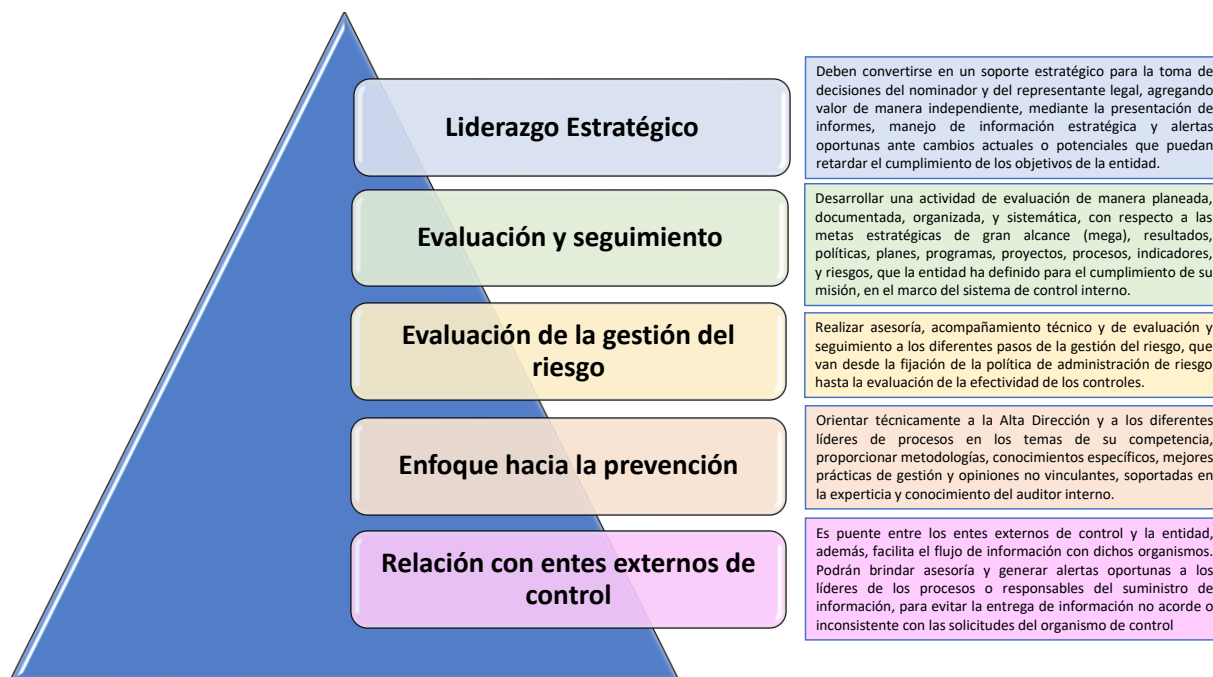 Liderazgo Estratégico
Deben convertirse en un soporte estratégico para la toma de
decisiones del nominador y del representante legal, agregando
valor de manera independiente, mediante la presentación de
informes, manejo de información estratégica y alertas
oportunas ante cambios actuales o potenciales que puedan
retardar el cumplimiento de los objetivos de la entidad.
Evaluación y seguimiento
Desarrollar una actividad de evaluación de manera planeada,
documentada, organizada, y sistemática, con respecto a las
metas estratégicas de gran alcance (mega), resultados,
políticas, planes, programas, proyectos, procesos, indicadores,
y riesgos, que la entidad ha definido para el cumplimiento de su
misión, en el marco del sistema de control interno.
Evaluación de la gestión del
riesgo
Realizar asesoría, acompañamiento técnico y de evaluación y
seguimiento a los diferentes pasos de la gestión del riesgo, que
van desde la fijación de la política de administración de riesgo
hasta la evaluación de la efectividad de los controles.
Enfoque hacia la prevención
Orientar técnicamente a la Alta Dirección y a los diferentes
líderes de procesos en los temas de su competencia,
proporcionar metodologías, conocimientos específicos, mejores
prácticas de gestión y opiniones no vinculantes, soportadas en
la experticia y conocimiento del auditor interno.
Relación con entes externos de
control
Es puente entre los entes externos de control y la entidad,
además, facilita el flujo de información con dichos organismos.
Podrán brindar asesoría y generar alertas oportunas a los
líderes de los procesos o responsables del suministro de
información, para evitar la entrega de información no acorde o
inconsistente con las solicitudes del organismo de control